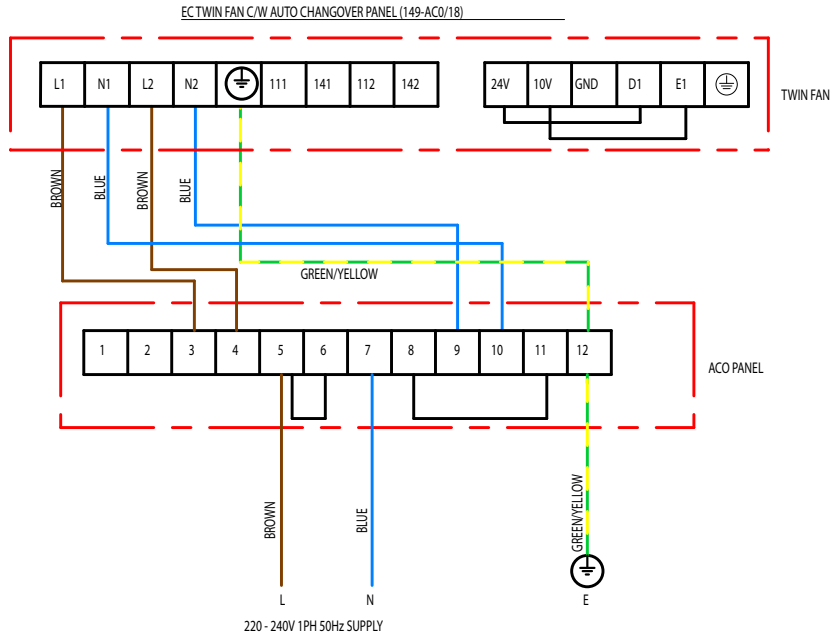 EC TWIN FAN C/W AUTO CHANGOVER PANEL (149-AC0/18)
L1 N1 L2 N2 111 141 112 142 24V 10V GND D1 E1
TWIN FAN
BROWN BLUE BROWN BLUE
GREEN/YELLOW
1 2 3 4 5 6 7 8 9 10 11 12
ACO PANEL
BROWN BLUE GREEN/YELLOW
L N E
220 - 240V 1PH 50Hz SUPPLY